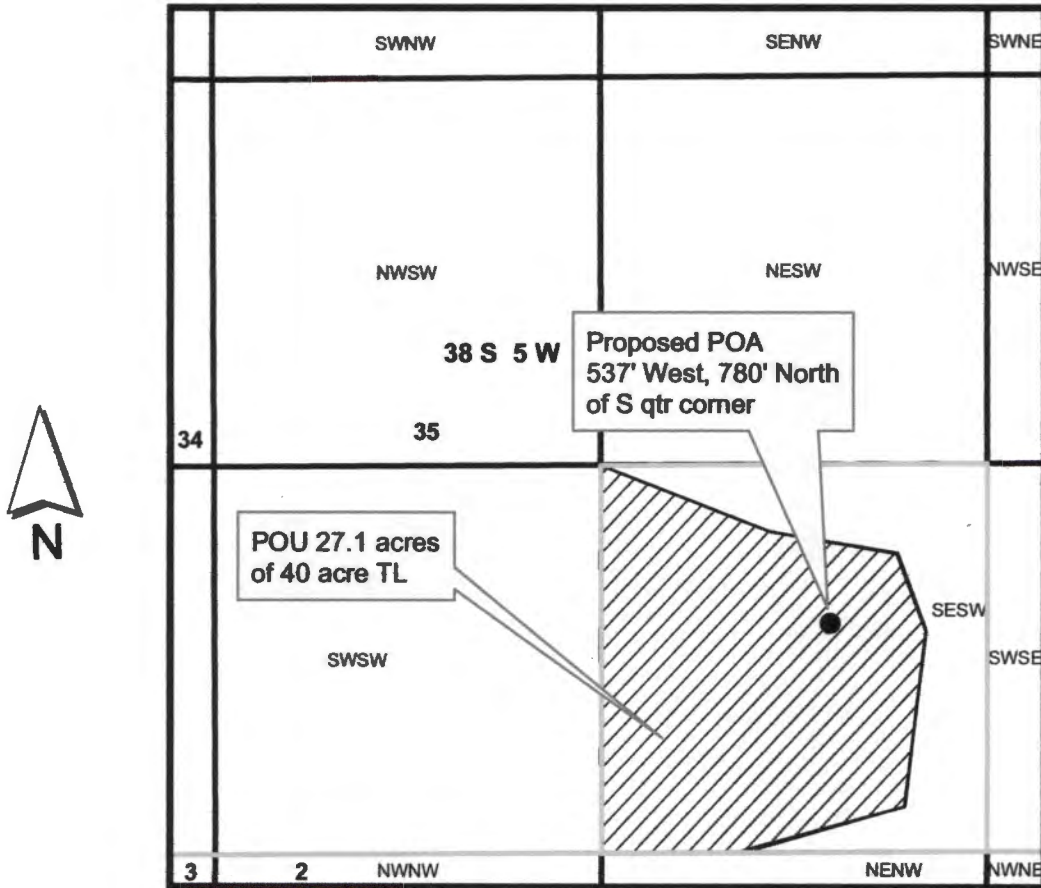 SWNW
SENW
SWNE
NWSW
NESW
NWSE
38 S 5 W
Proposed POA
537' West, 780' North
of S qtr corner
34
35
N
POU 27.1 acres
of 40 acre TL
SESW
SWSW
SWSE
3
2
NWNW
NENW
NWNE